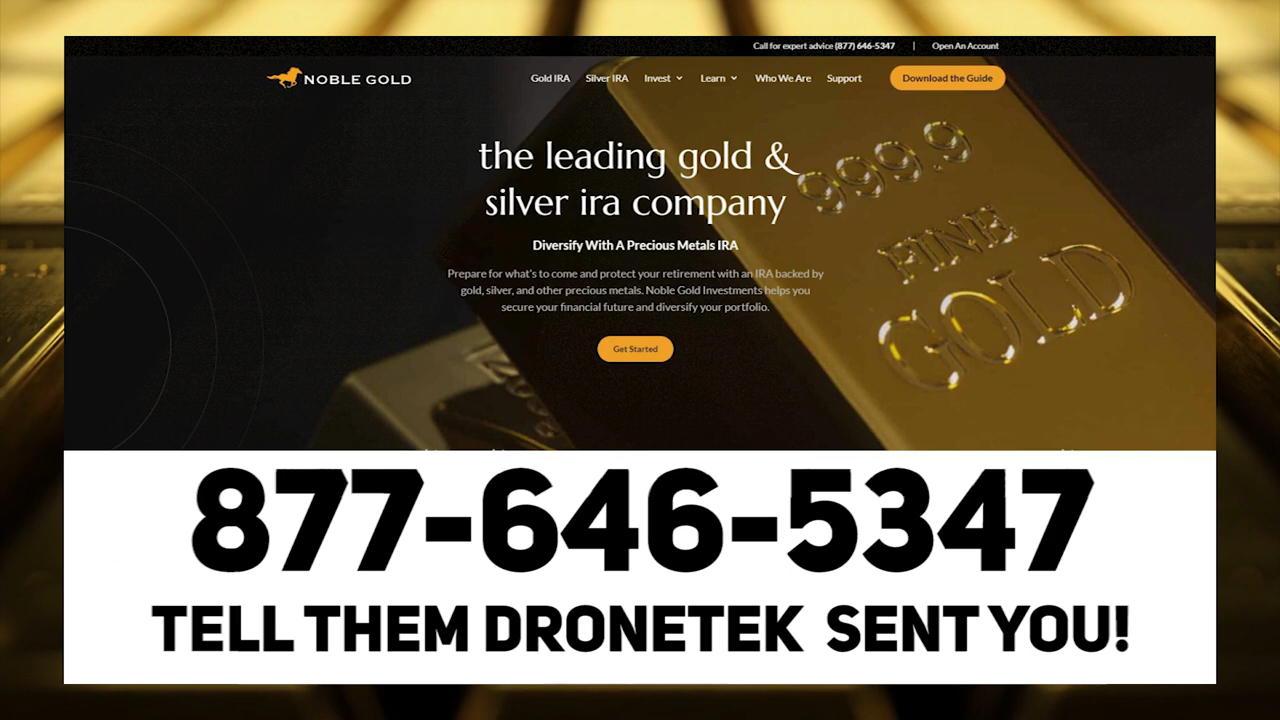 Call for expert advice (877) 646-5347 | Open An Account
NOBLE GOLD
Gold IRA Silver IRA Invest Learn Who We Are Support Download the Guide
the leading gold &
silver ira company
Diversify With A Precious Metals IRA
Prepare for what's to come and protect your retirement with an IRA backed by
gold, silver, and other precious metals. Noble Gold Investments helps you
secure your financial future and diversify your portfolio.
Get Started
999.9
FINE
GOLD
877-646-5347
TELL THEM DRONETEK SENT YOU!